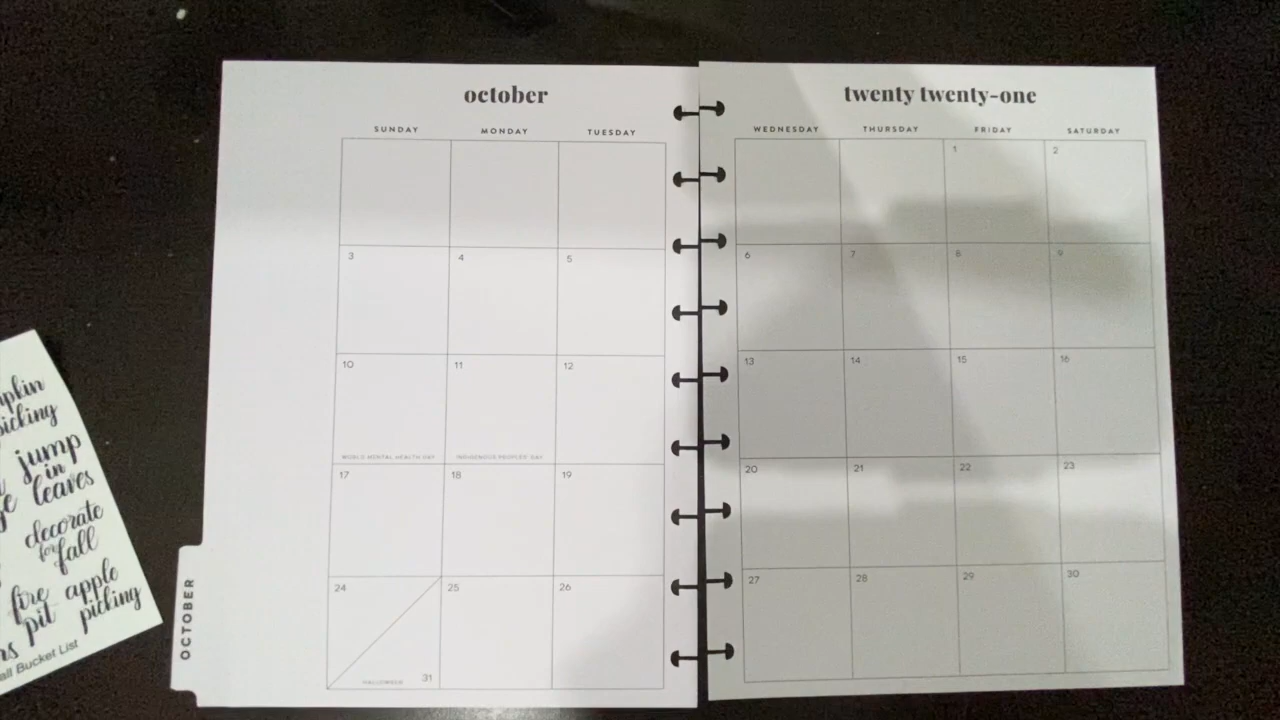 october
twenty twenty-one
SUNDAY MONDAY TUESDAY WEDNESDAY THURSDAY FRIDAY SATURDAY
1 2
3 4 5 6 7 8 9
10 11 12 13 14 15 16
WORLD MENTAL HEALTH DAY INDIGENOUS PEOPLES' DAY
17 18 19 20 21 22 23
24 25 26 27 28 29 30
HALLOWEEN 31
OCTOBER
picking
jump
in
leaves
decorate
for
fall
fire apple
pit picking
Bucket List